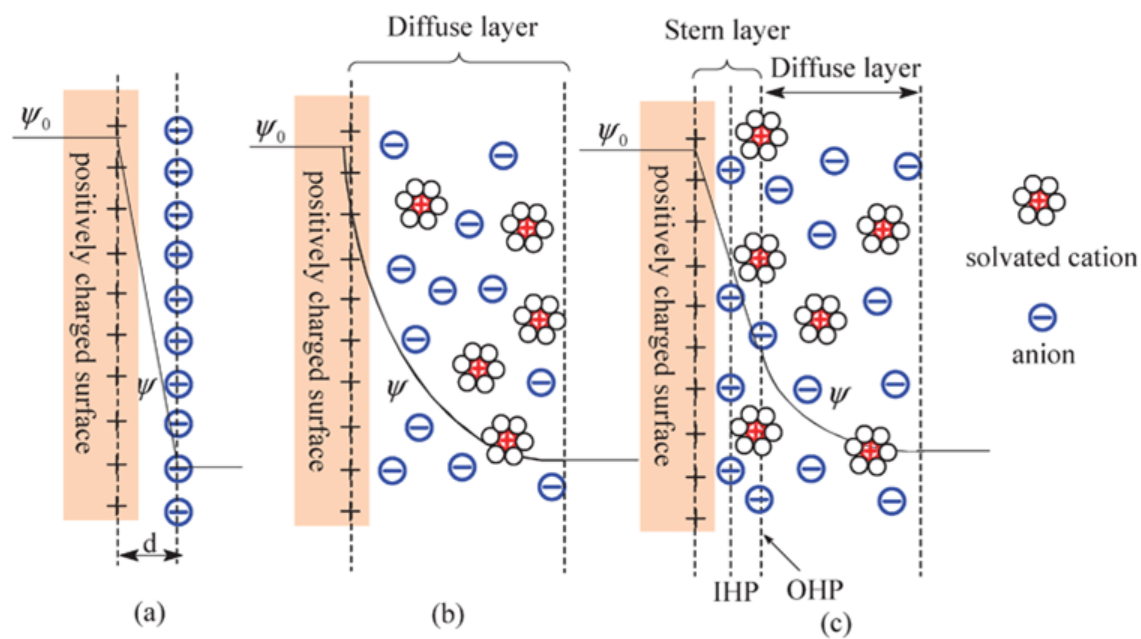 Diffuse layer
Stern layer
Diffuse layer
ψ₀
ψ₀
ψ₀
positively charged surface
positively charged surface
positively charged surface
ψ
ψ
ψ
solvated cation
anion
d
IHP
OHP
(a)
(b)
(c)